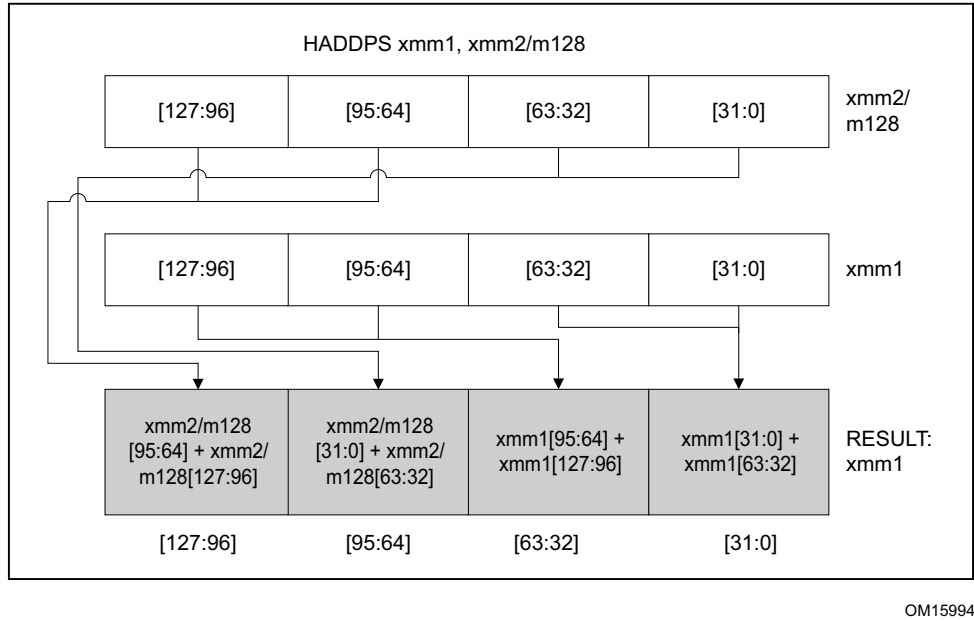 HADDPS xmm1, xmm2/m128
[127:96] [95:64] [63:32] [31:0] xmm2/
m128
[127:96] [95:64] [63:32] [31:0] xmm1
xmm2/m128
[95:64] + xmm2/
m128[127:96]
xmm2/m128
[31:0] + xmm2/
m128[63:32]
xmm1[95:64] +
xmm1[127:96]
xmm1[31:0] +
xmm1[63:32]
RESULT:
xmm1
[127:96] [95:64] [63:32] [31:0]
OM15994